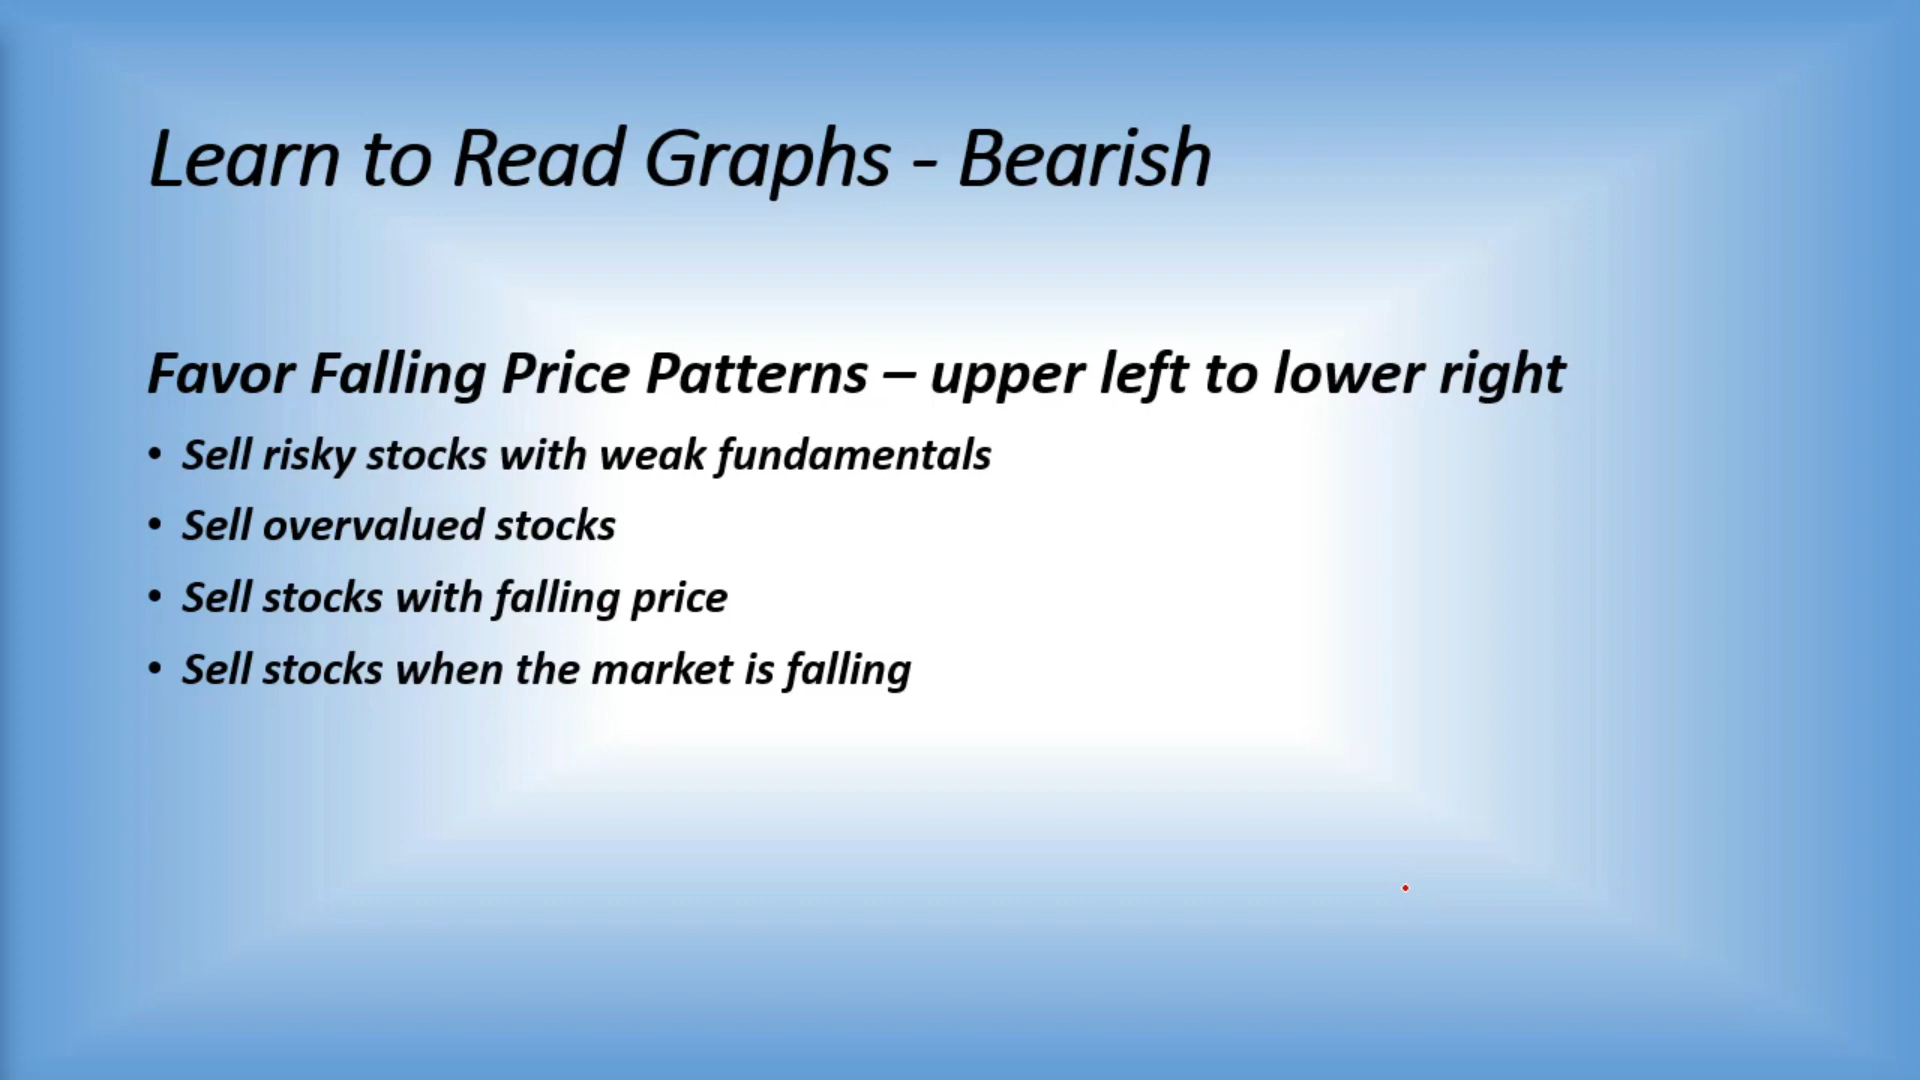 Learn to Read Graphs - Bearish
Favor Falling Price Patterns – upper left to lower right
• Sell risky stocks with weak fundamentals
• Sell overvalued stocks
• Sell stocks with falling price
• Sell stocks when the market is falling